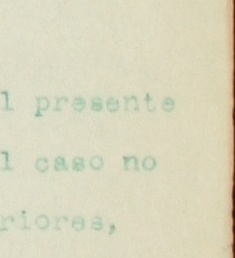 l presente
l caso no
riores,